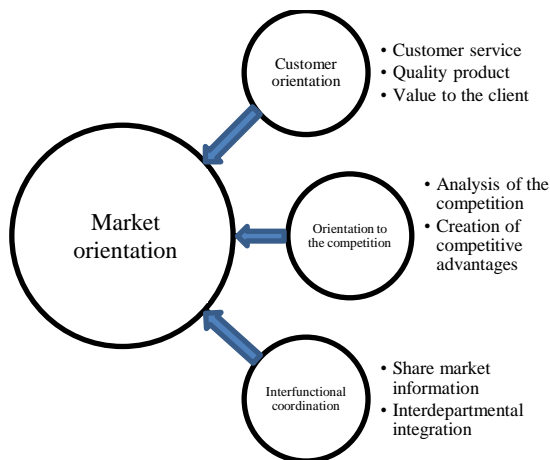 Customer
orientation
• Customer service
• Quality product
• Value to the client
Market
orientation
Orientation to
the competition
• Analysis of the
competition
• Creation of
competitive
advantages
Interfunctional
coordination
• Share market
information
• Interdepartmental
integration